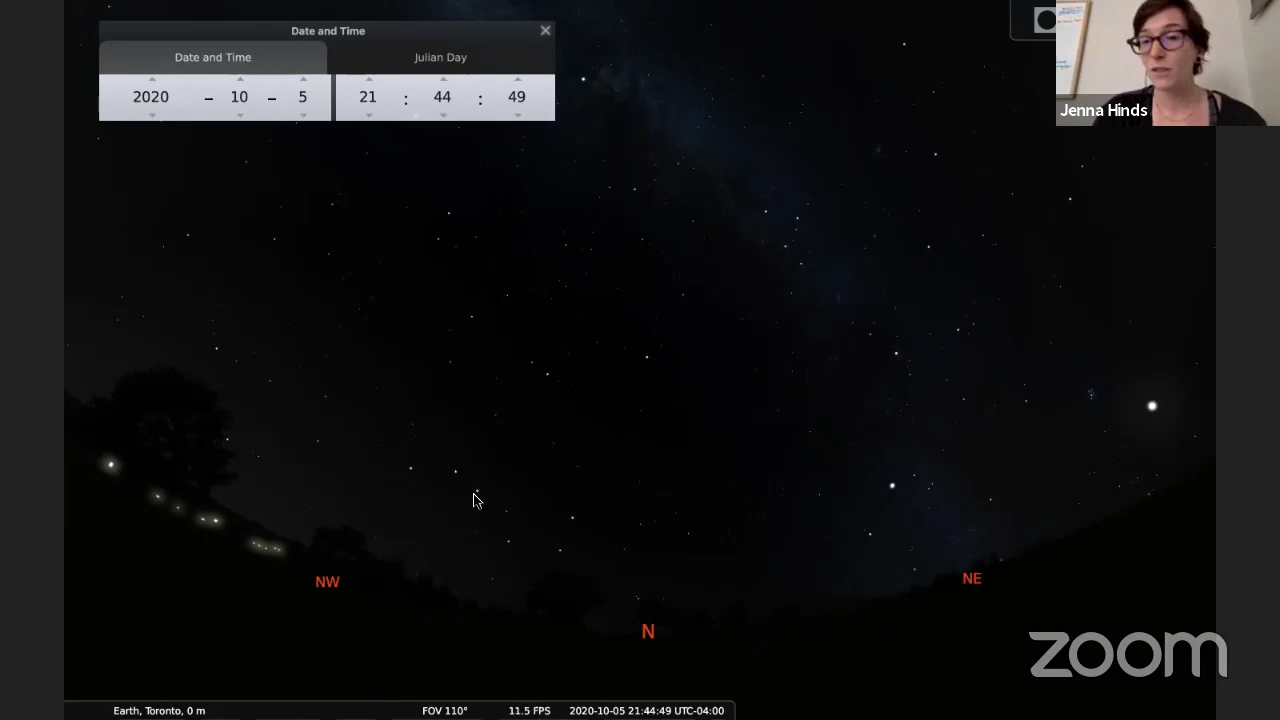 Date and Time
Date and Time Julian Day
2020 – 10 – 5 21 : 44 : 49
Jenna Hinds
NW
NE
N
zoom
Earth, Toronto, 0 m FOV 110° 11.5 FPS 2020-10-05 21:44:49 UTC-04:00